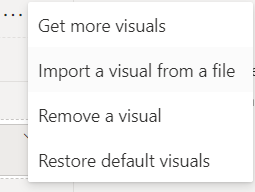 Get more visuals
Import a visual from a file
Remove a visual
Restore default visuals